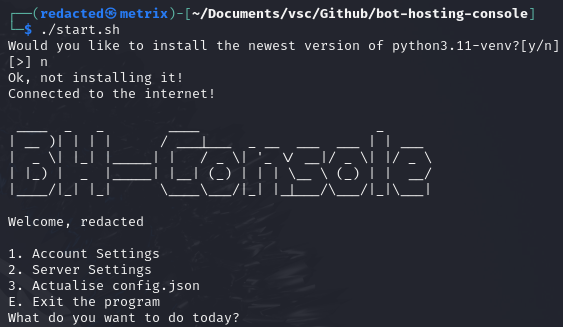 ┌──(redacted㉿metrix)-[~/Documents/vsc/Github/bot-hosting-console]
└─$ ./start.sh
Would you like to install the newest version of python3.11-venv?[y/n]
[>] n
Ok, not installing it!
Connected to the internet!
BH-Console
Welcome, redacted
1. Account Settings
2. Server Settings
3. Actualise config.json
E. Exit the program
What do you want to do today?